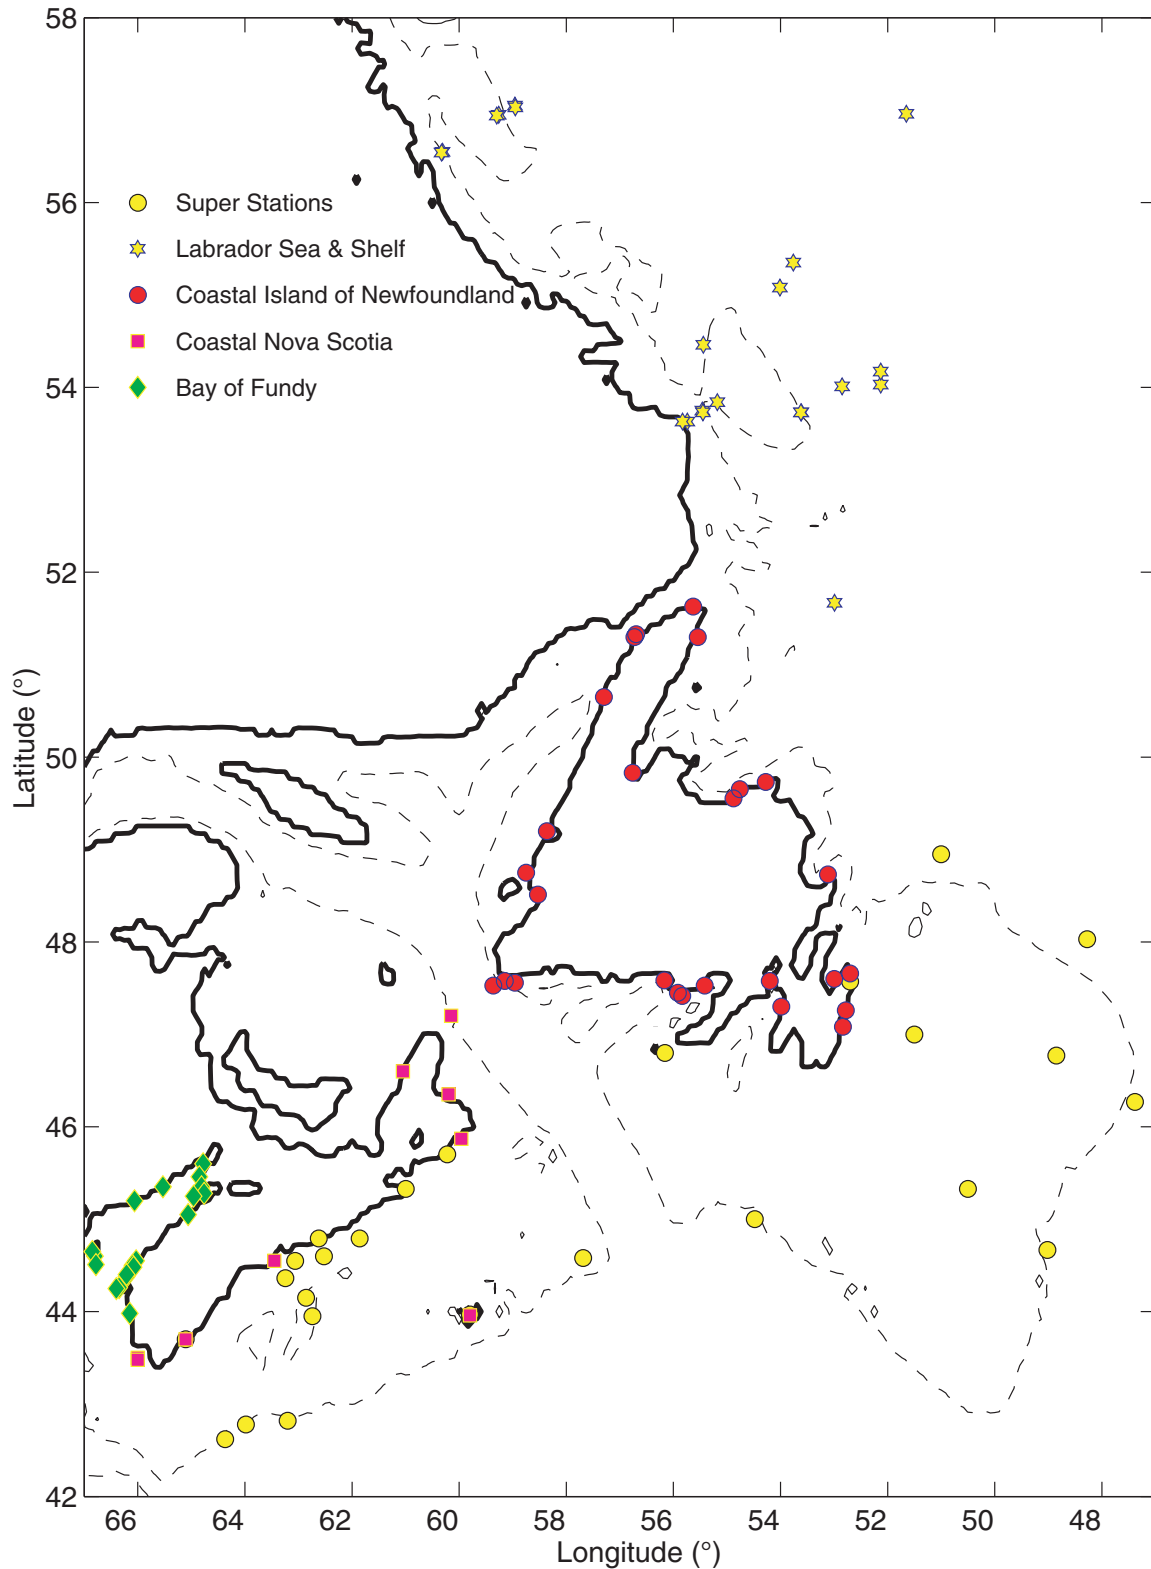 58
56
54
52
50
48
46
44
42
Latitude (°)
Super Stations
Labrador Sea & Shelf
Coastal Island of Newfoundland
Coastal Nova Scotia
Bay of Fundy
66 64 62 60 58 56 54 52 50 48
Longitude (°)